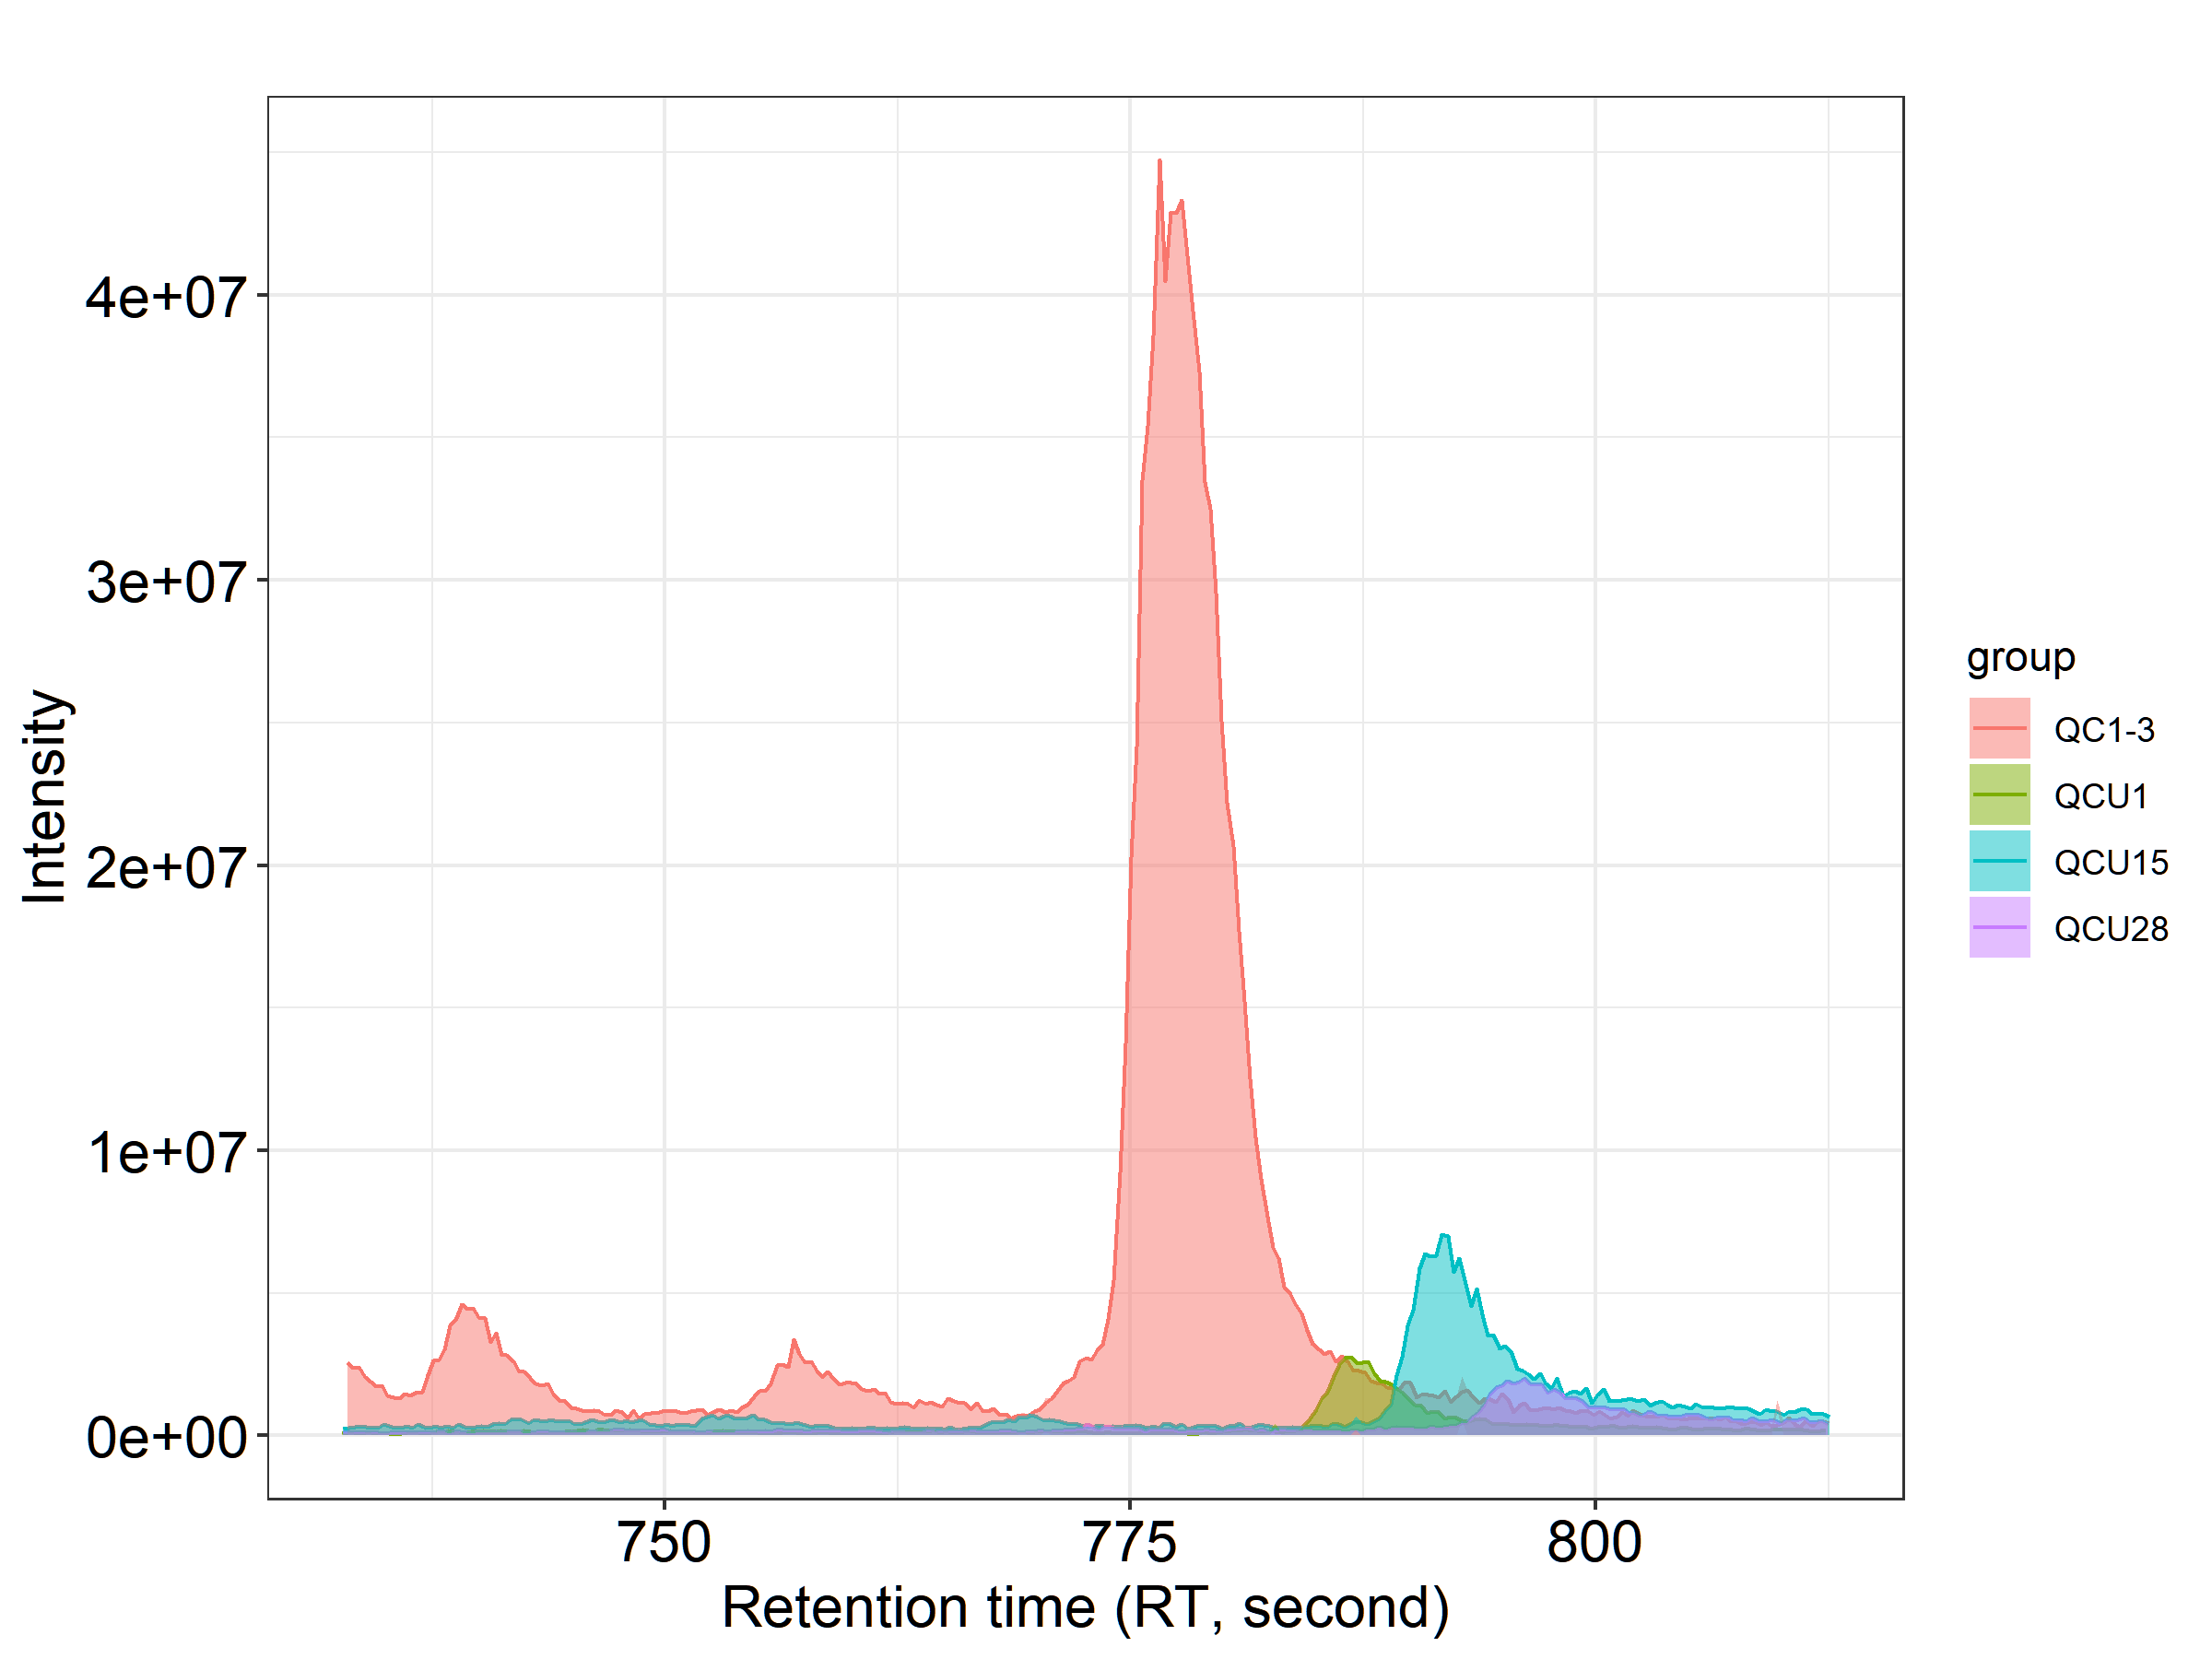 Intensity
4e+07
3e+07
2e+07
1e+07
0e+00
750 775 800
Retention time (RT, second)
group
QC1-3
QCU1
QCU15
QCU28